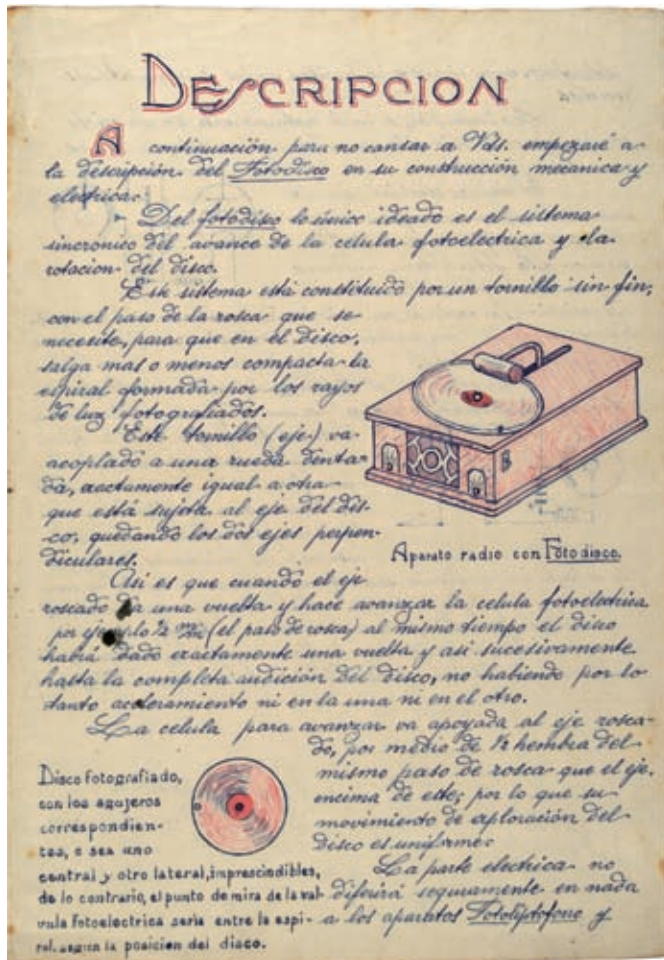 DESCRIPCION
A continuación para no cansar a Vds. empezaré a
la descripción del Fotodisco en su construcción mecanica y
electrica.
Del fotodisco lo único ideado es el sistema
sincronico del avance de la celula fotoelectrica y la
rotacion del disco.
Este sistema está constituido por un tornillo sin fin,
con el paso de la rosca que se
necesite, para que en el disco,
salga mas o menos compacta la
espiral formada por los rayos
de luz fotografiados.
Este tornillo (eje) va
acoplado a una rueda denta-
da, exactamente igual a otra
que está sujeta al eje del dis-
co, quedando los dos ejes perpen-
diculares.
Aparato radio con Fotodisco.
Asi es que cuando el eje
roscado da una vuelta y hace avanzar la celula fotoelectrica
por ejemplo ½ m/m (el paso de rosca) al mismo tiempo el disco
habrá dado exactamente una vuelta y asi sucesivamente
hasta la completa audición del disco, no habiendo por lo
tanto aceleramiento ni en la una ni en el otro.
La celula para avanzar va apoyada al eje rosca-
do, por medio de ½ hembra del
mismo paso de rosca que el eje,
encima de este; por lo que su
movimiento de exploración del
disco es uniforme.
La parte electrica no
diferirá seguramente en nada
a los aparatos Fotoliptofono y
Disco fotografiado,
con los agujeros
correspondien-
tes, o sea uno
central y otro lateral, imprescindibles,
de lo contrario, el punto de mira de la val-
vula fotoelectrica seria entre la espi-
ral, segun la posicion del disco.